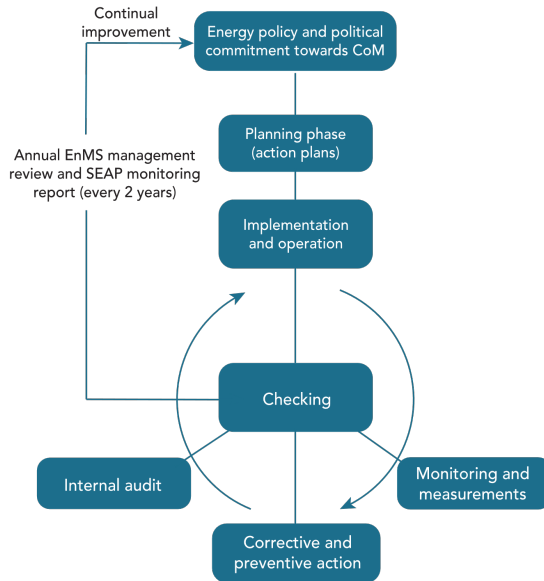 Continual
improvement
Energy policy and political
commitment towards CoM
Planning phase
(action plans)
Annual EnMS management
review and SEAP monitoring
report (every 2 years)
Implementation
and operation
Checking
Internal audit
Monitoring and
measurements
Corrective and
preventive action